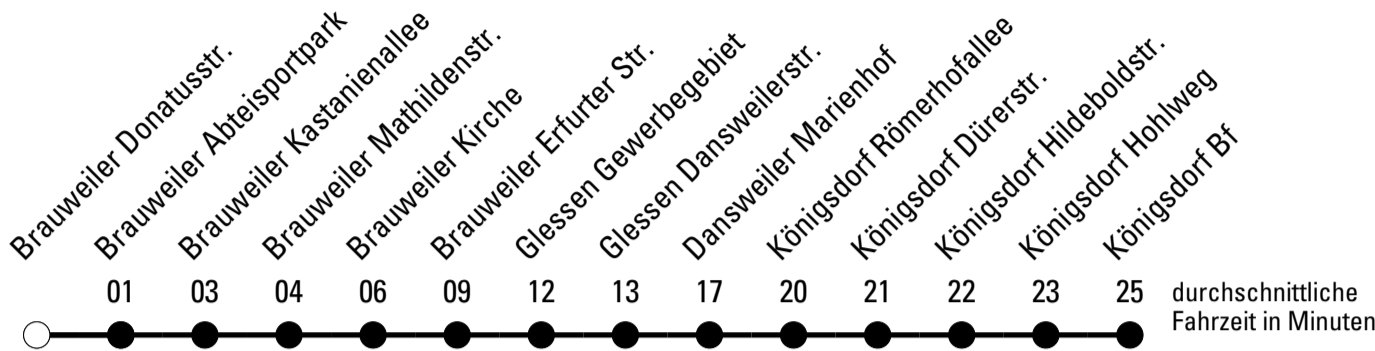 Brauweiler Donatusstr.
Brauweiler Abteisportpark
Brauweiler Kastanienallee
Brauweiler Mathildenstr.
Brauweiler Kirche
Brauweiler Erfurter Str.
Glessen Gewerbegebiet
Glessen Dansweilerstr.
Dansweiler Marienhof
Königsdorf Römerhofallee
Königsdorf Dürerstr.
Königsdorf Hildeboldstr.
Königsdorf Hohlweg
Königsdorf Bf
01 03 04 06 09 12 13 17 20 21 22 23 25
durchschnittliche
Fahrzeit in Minuten